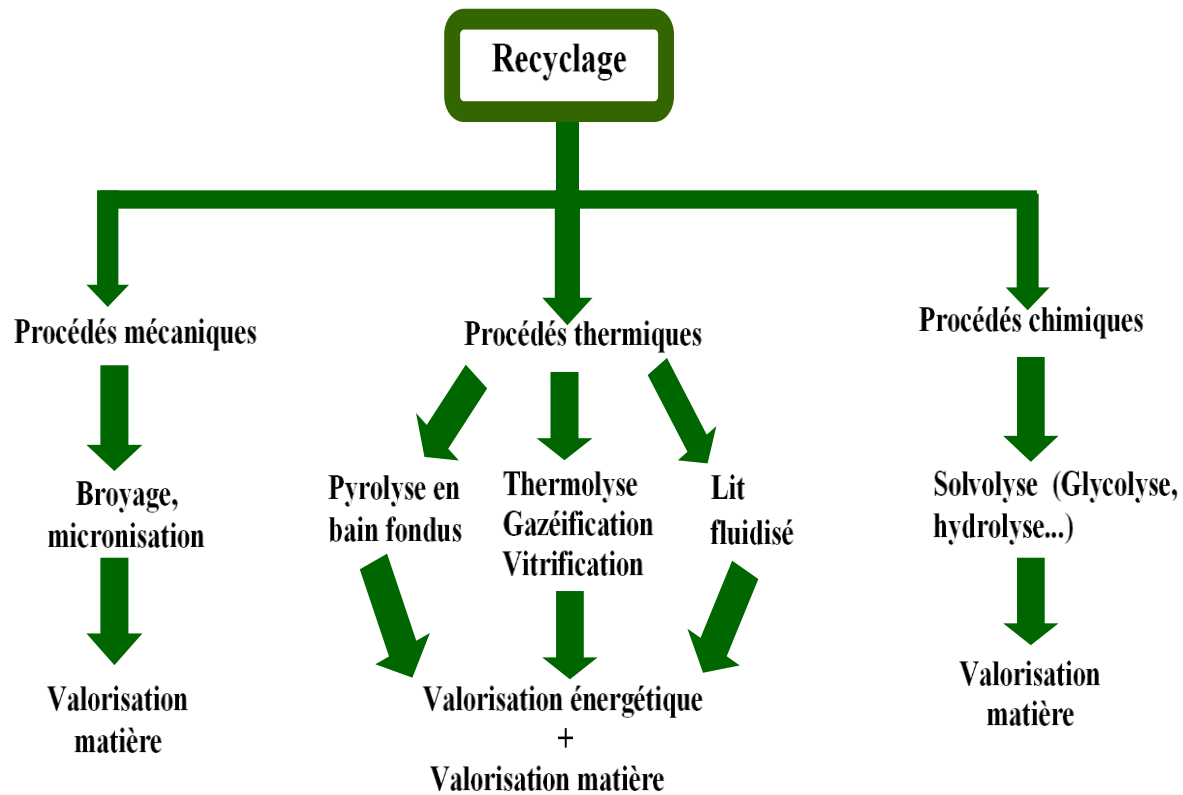 Recyclage
Procédés mécaniques
Procédés thermiques
Procédés chimiques
Broyage,
micronisation
Pyrolyse en
bain fondus
Thermolyse
Gazéification
Vitrification
Lit
fluidisé
Solvolyse (Glycolyse,
hydrolyse...)
Valorisation
matière
Valorisation énergétique
+
Valorisation matière
Valorisation
matière